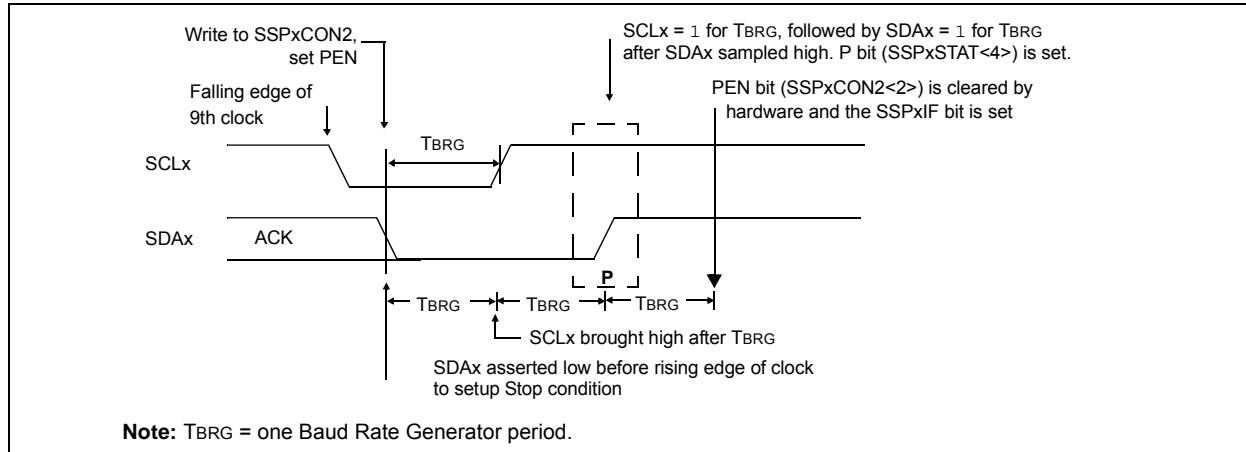 Write to SSPxCON2,
set PEN
SCLx = 1 for TBRG, followed by SDAx = 1 for TBRG
after SDAx sampled high. P bit (SSPxSTAT<4>) is set.
Falling edge of
9th clock
PEN bit (SSPxCON2<2>) is cleared by
hardware and the SSPxIF bit is set
TBRG
SCLx
SDAx
ACK
P
TBRG
TBRG
TBRG
SCLx brought high after TBRG
SDAx asserted low before rising edge of clock
to setup Stop condition
Note: TBRG = one Baud Rate Generator period.